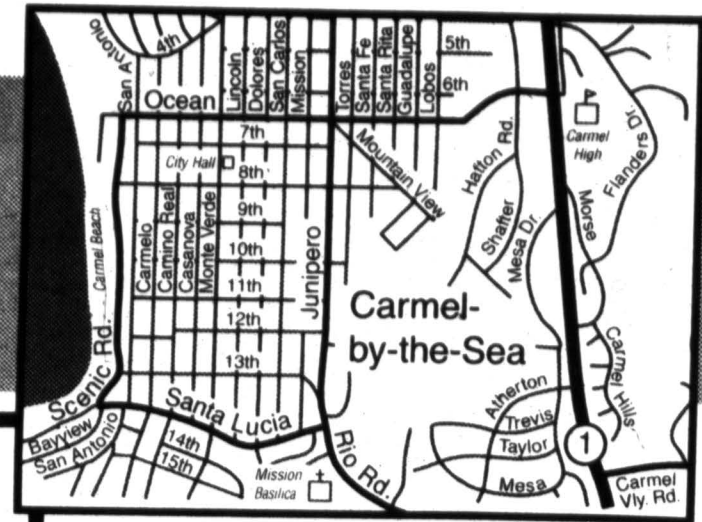 San Antonio
4th
Lincoln
Dolores
San Carlos
Mission
Torres
Santa Fe
Santa Rita
Guadalupe
Lobos
5th
6th
Ocean
7th
City Hall
8th
Mountain View
Hatton Rd.
Carmel
High
Flanders Dr.
Carmel Beach
Carmelo
Camino Real
Casanova
Monte Verde
9th
10th
11th
12th
13th
Junipero
Shafter
Mesa Dr.
Morse
Carmel-
by-the-Sea
Scenic Rd.
Santa Lucia
Bayview
San Antonio
14th
15th
Mission
Basilica
Rio Rd.
Atherton
Trevis
Taylor
Mesa
1
Carmel Hills
Carmel
Vly. Rd.